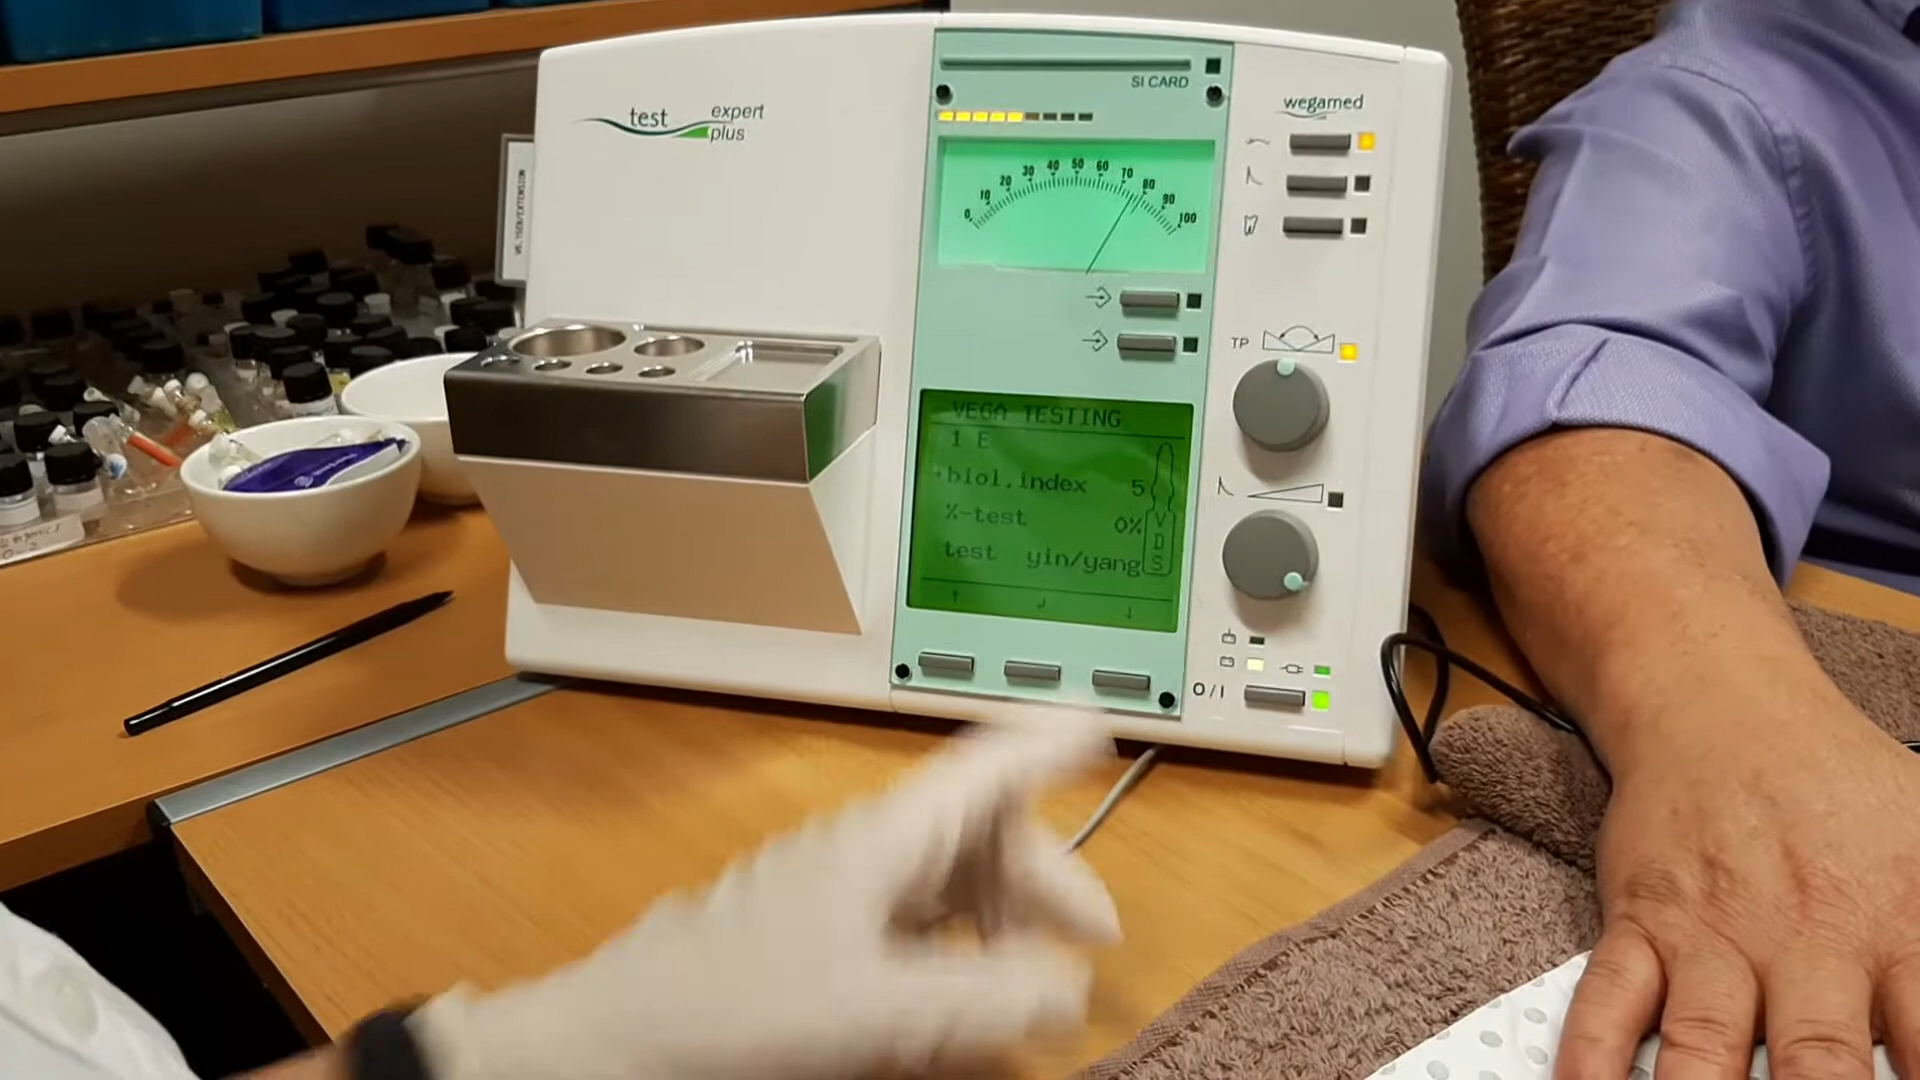 test expert
plus
SI CARD
wegamed
0 10 20 30 40 50 60 70 80 90 100
TP
VEGA TESTING
1 E
biol.index 5
%-test 0%
test yin/yang
V
D
S
O/I